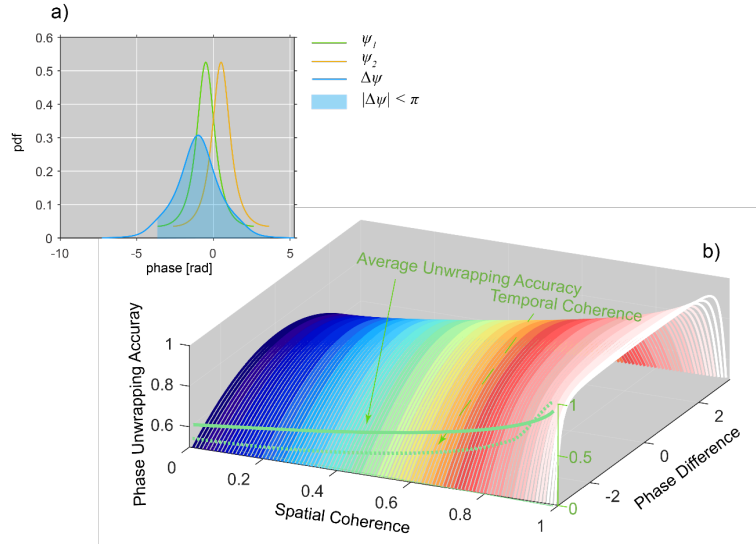 a)
0.6
0.5
0.4
0.3
0.2
0.1
0
pdf
-10
-5
0
5
phase [rad]
ψ1
ψ2
Δψ
|Δψ| < π
b)
Average Unwrapping Accuracy
Temporal Coherence
1
0.8
0.6
Phase Unwrapping Accuray
0
0.2
0.4
0.6
0.8
1
Spatial Coherence
1
0.5
0
-2
0
2
Phase Difference